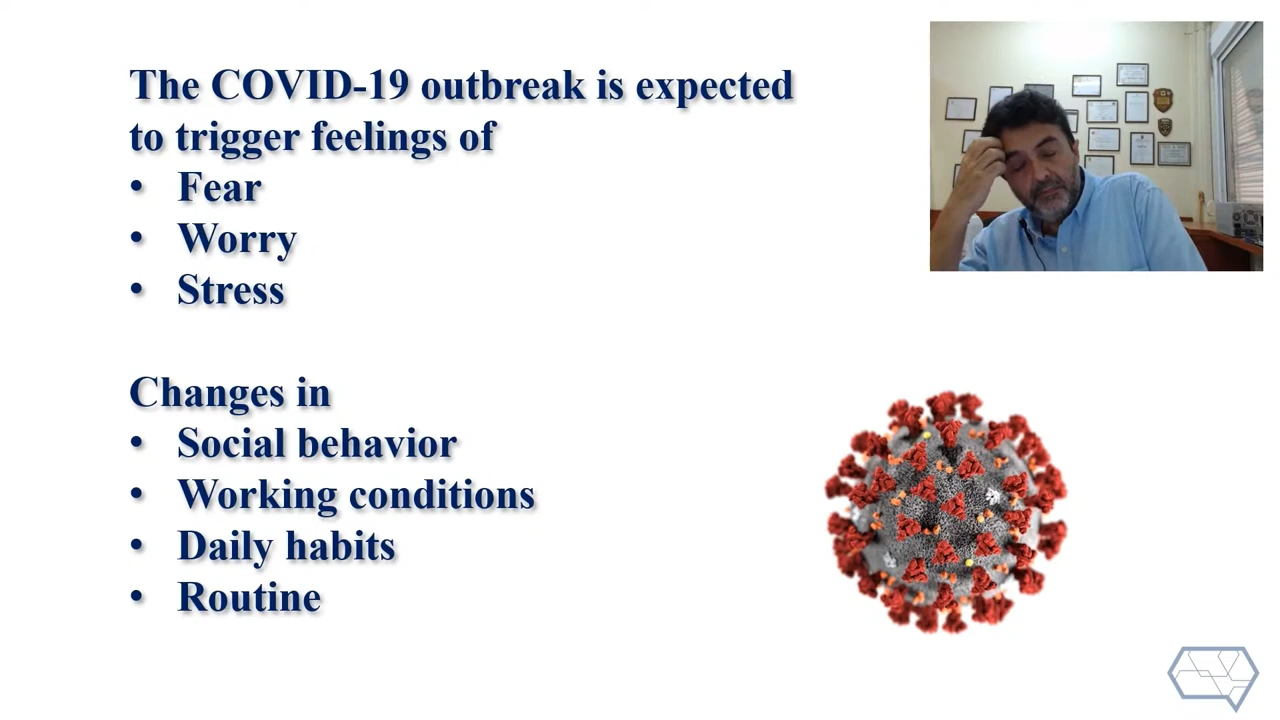 The COVID-19 outbreak is expected
to trigger feelings of
• Fear
• Worry
• Stress
Changes in
• Social behavior
• Working conditions
• Daily habits
• Routine